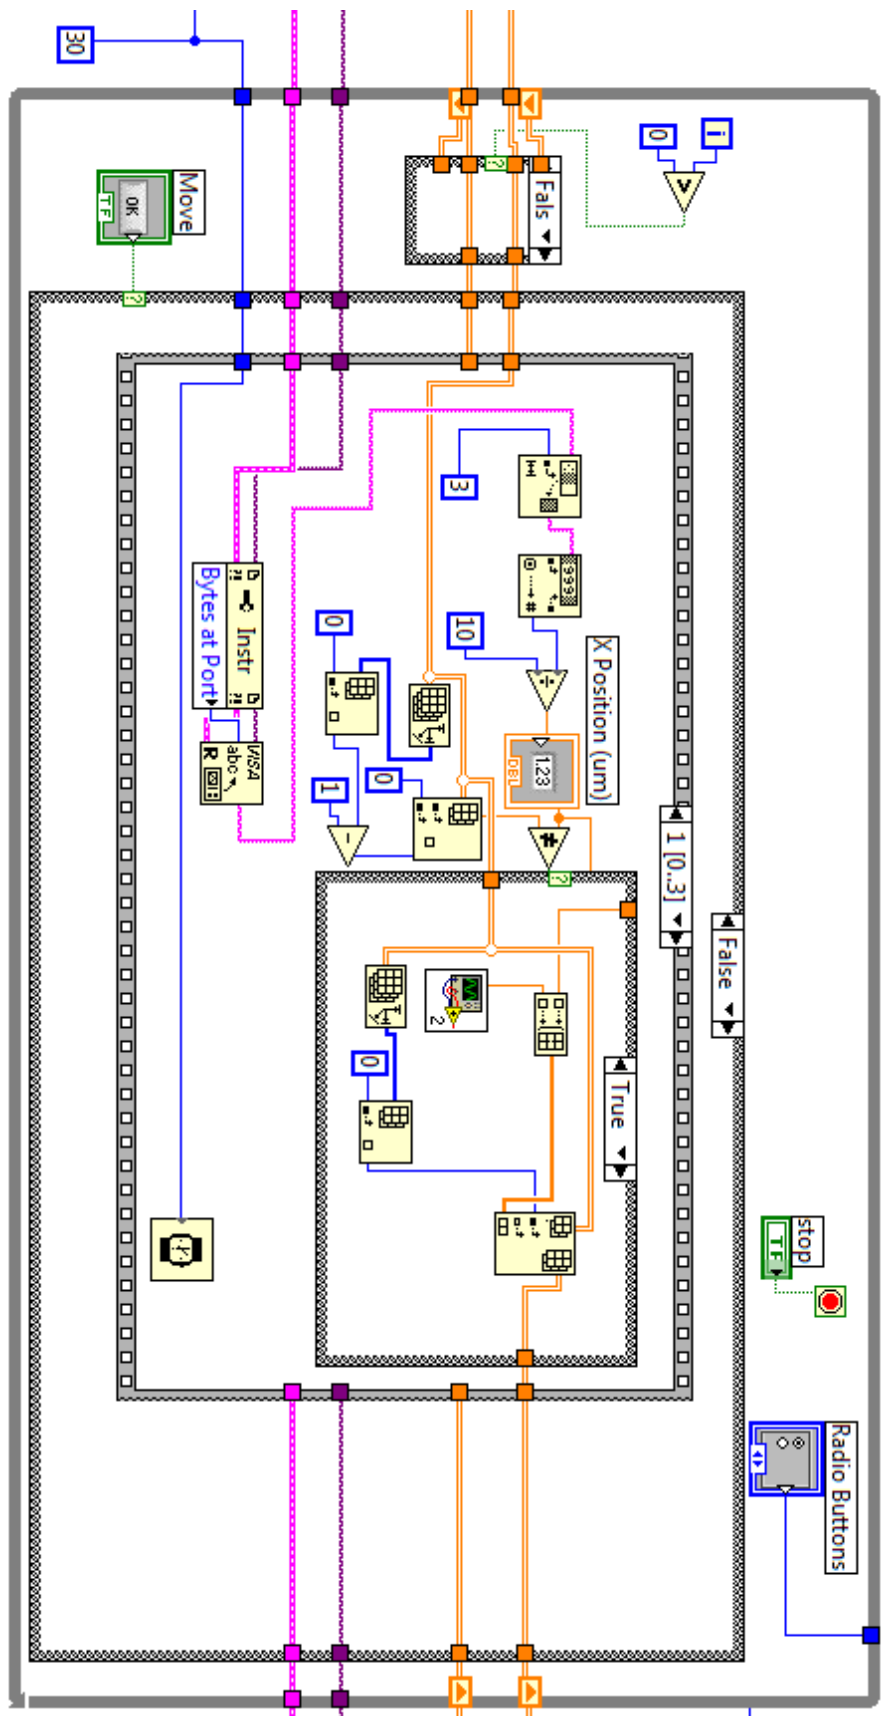 Radio Buttons
stop
TF
False
i
0
>
1 [0..3]
True
X Position (um)
Fals
?
999
#
÷
1.23
DBL
≠
?
3
10
2
0
0
0
1
-
Instr
Bytes at Port
VISA
abc
R
Move
OK
TF
?
30